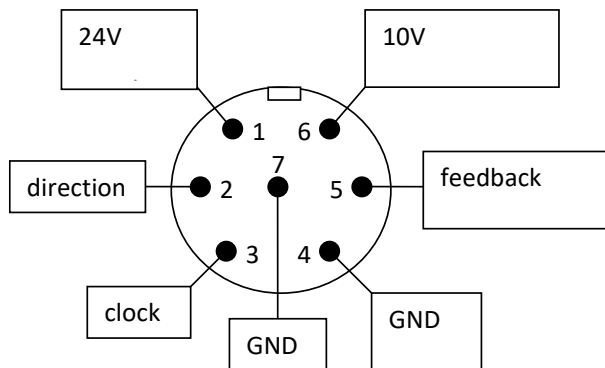 24V
10V
1
6
7
direction
2
5
feedback
3
4
clock
GND
GND